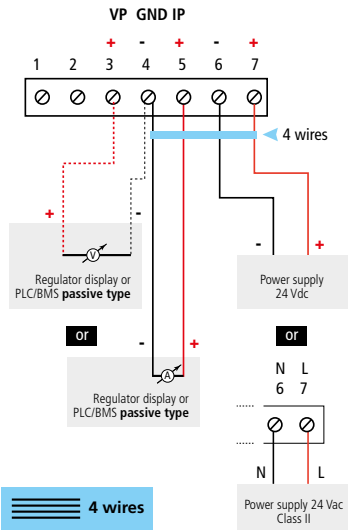 VP GND IP
+ - + - +
1 2 3 4 5 6 7
4 wires
+ -
- +
Regulator display or
PLC/BMS passive type
Power supply
24 Vdc
or
or
- +
N L
6 7
Regulator display or
PLC/BMS passive type
N L
4 wires
Power supply 24 Vac
Class II
V
A